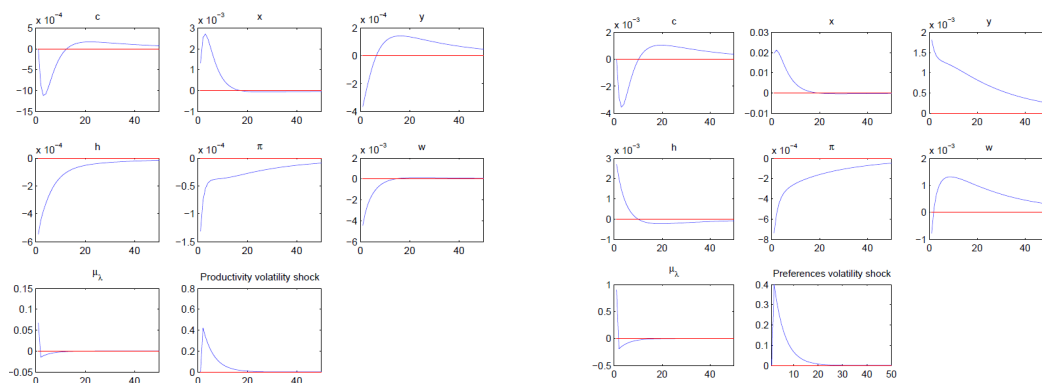 x 10⁻⁴
c
5
0
−5
−10
−15
0 20 40
x 10⁻³
x
4
3
2
1
0
−1
0 20 40
x 10⁻⁴
y
2
0
−2
−4
0 20 40
x 10⁻⁴
h
0
−2
−4
−6
0 20 40
x 10⁻⁴
π
0
−0.5
−1
−1.5
0 20 40
x 10⁻³
w
2
0
−2
−4
−6
0 20 40
μ_λ
0.15
0.1
0.05
0
−0.05
0 20 40
Productivity volatility shock
0.8
0.6
0.4
0.2
0
0 20 40
x 10⁻³
c
2
0
−2
−4
0 20 40
x
0.03
0.02
0.01
0
−0.01
0 20 40
x 10⁻³
y
2
1.5
1
0.5
0
0 20 40
x 10⁻³
h
3
2
1
0
−1
0 20 40
x 10⁻⁴
π
0
−2
−4
−6
−8
0 20 40
x 10⁻³
w
2
1
0
−1
0 20 40
μ_λ
1
0.5
0
−0.5
0 20 40
Preferences volatility shock
0.4
0.3
0.2
0.1
0
10 20 30 40 50